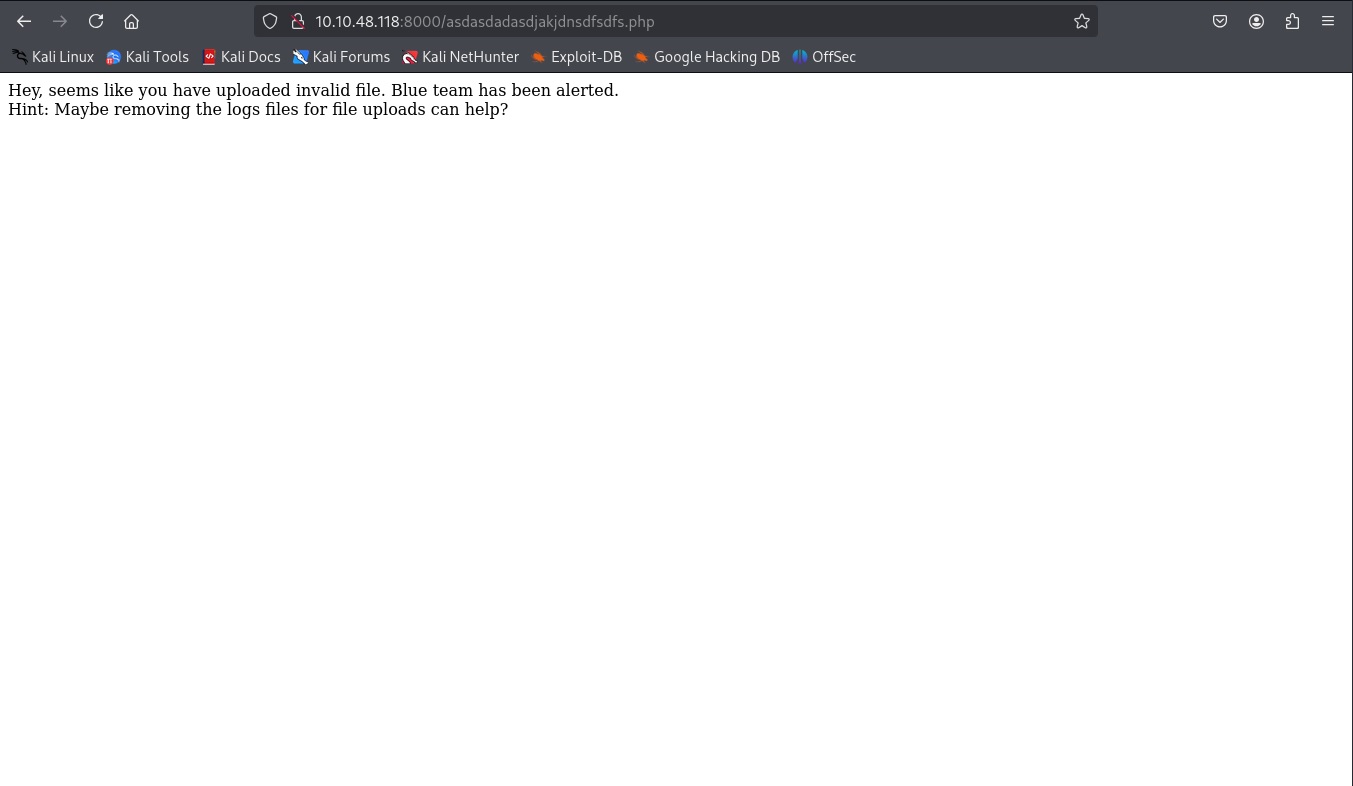 10.10.48.118:8000/asdasdadasdjakjdnsdfsdfs.php
Kali Linux Kali Tools Kali Docs Kali Forums Kali NetHunter Exploit-DB Google Hacking DB OffSec
Hey, seems like you have uploaded invalid file. Blue team has been alerted.
Hint: Maybe removing the logs files for file uploads can help?